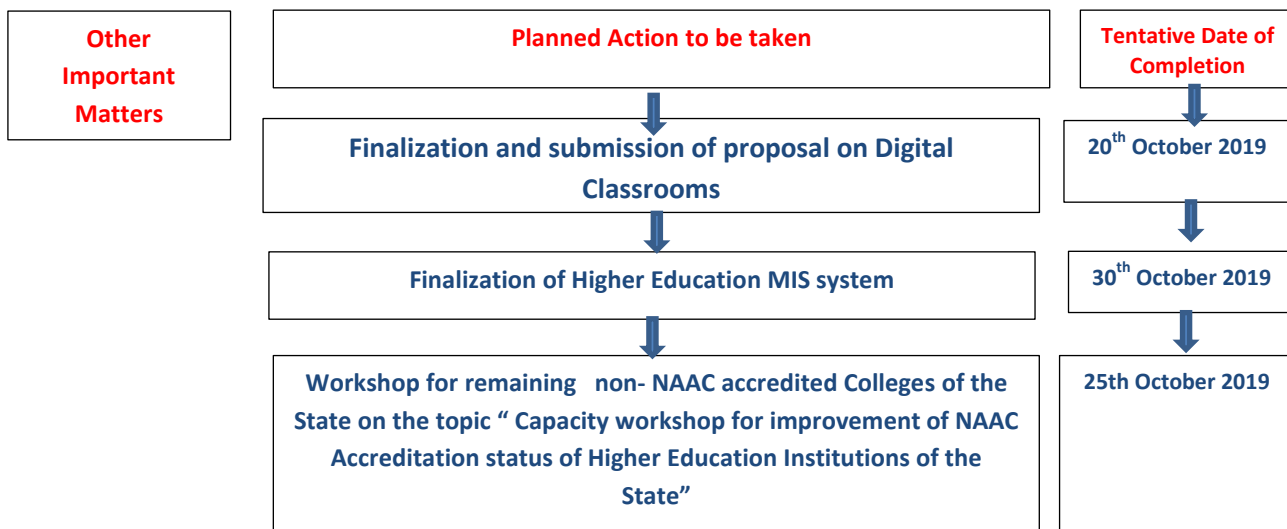 Other
Important
Matters
Planned Action to be taken
Tentative Date of
Completion
Finalization and submission of proposal on Digital
Classrooms
20th October 2019
Finalization of Higher Education MIS system
30th October 2019
Workshop for remaining non- NAAC accredited Colleges of the
State on the topic “ Capacity workshop for improvement of NAAC
Accreditation status of Higher Education Institutions of the
State”
25th October 2019